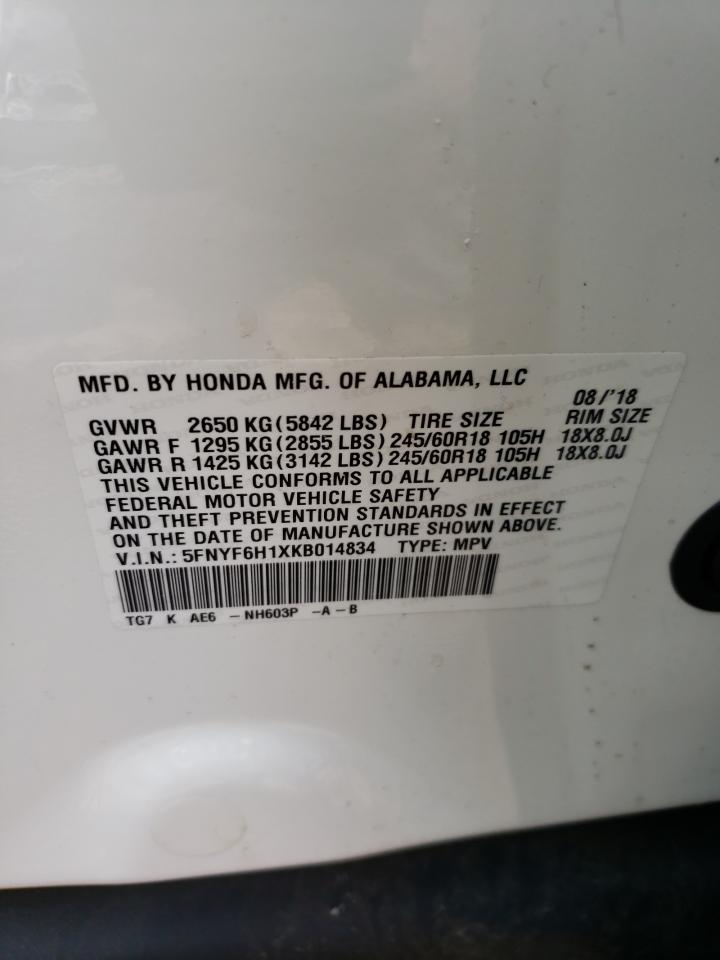 MFD. BY HONDA MFG. OF ALABAMA, LLC 08/'18
GVWR 2650 KG (5842 LBS) TIRE SIZE RIM SIZE
GAWR F 1295 KG (2855 LBS) 245/60R18 105H 18X8.0J
GAWR R 1425 KG (3142 LBS) 245/60R18 105H 18X8.0J
THIS VEHICLE CONFORMS TO ALL APPLICABLE
FEDERAL MOTOR VEHICLE SAFETY
AND THEFT PREVENTION STANDARDS IN EFFECT
ON THE DATE OF MANUFACTURE SHOWN ABOVE.
V.I.N.: 5FNYF6H1XKB014834 TYPE: MPV
TG7 K AE6 -NH603P -A-B